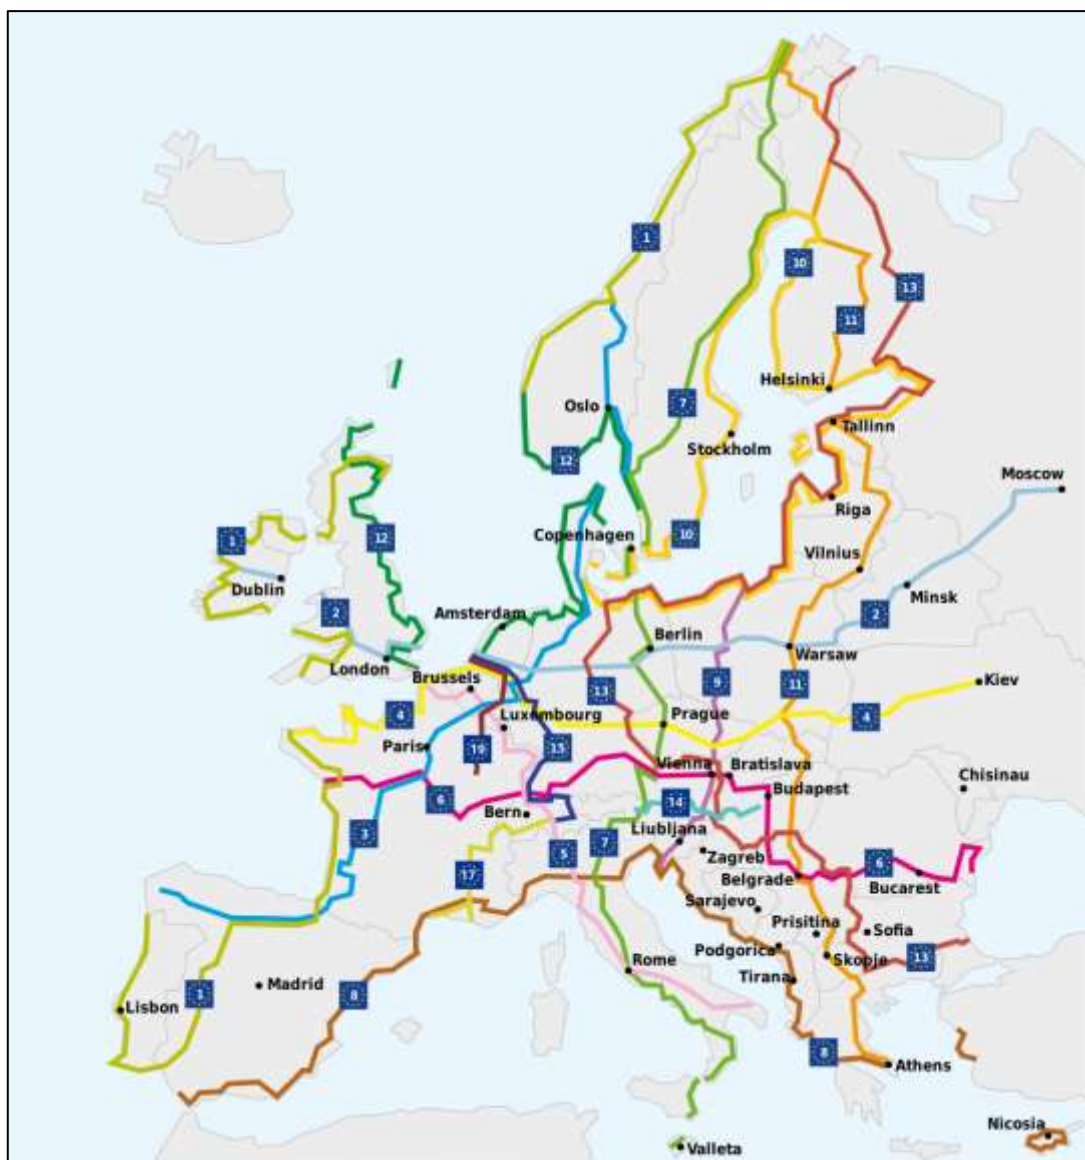 1
10
13
11
Helsinki
Oslo
7
Tallinn
Stockholm
12
Moscow
Riga
1
12
Copenhagen
10
Vilnius
Dublin
Minsk
2
Amsterdam
2
Berlin
London
Warsaw
Brussels
Kiev
13
9
11
4
Luxembourg
4
Prague
Paris
19
15
Vienna
Bratislava
Chisinau
Budapest
6
14
Bern
3
Liubljana
7
5
Zagreb
6
17
Belgrade
Bucarest
Sarajevo
Prisitina
Sofia
Podgorica
Skopje
13
Rome
Tirana
Madrid
1
8
Lisbon
8
Athens
Nicosia
Valleta